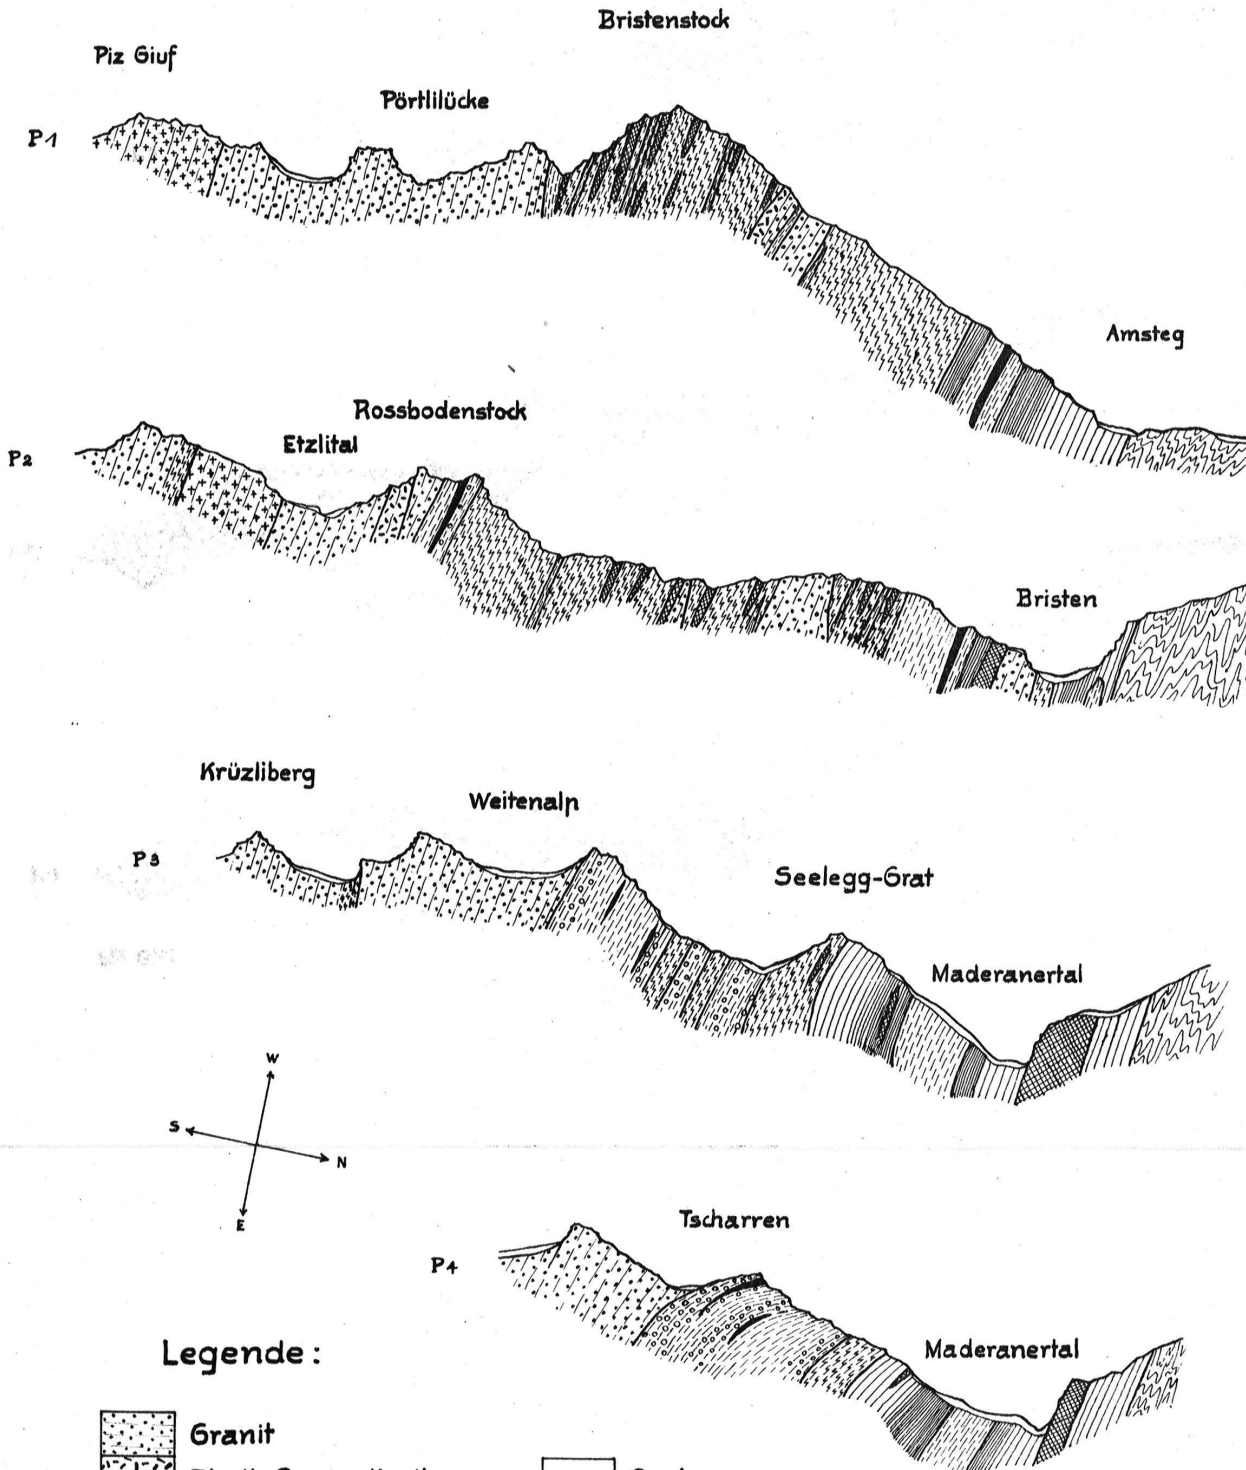 Bristenstock
Piz Giuf
Pörtlilücke
P1
Amsteg
Rossbodenstock
Etzlital
P2
Bristen
Krüzliberg
Weitenalp
P3
Seelegg-Grat
Maderanertal
W
S
N
E
Tscharren
P4
Maderanertal
Legende:
Granit